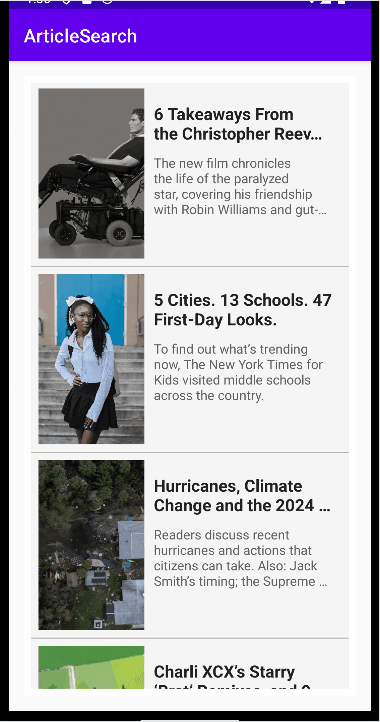 ArticleSearch
6 Takeaways From
the Christopher Reev...
The new film chronicles
the life of the paralyzed
star, covering his friendship
with Robin Williams and gut-...
5 Cities. 13 Schools. 47
First-Day Looks.
To find out what's trending
now, The New York Times for
Kids visited middle schools
across the country.
Hurricanes, Climate
Change and the 2024 ...
Readers discuss recent
hurricanes and actions that
citizens can take. Also: Jack
Smith's timing; the Supreme ...
Charli XCX's Starry
'Brat' Remixes, and 9